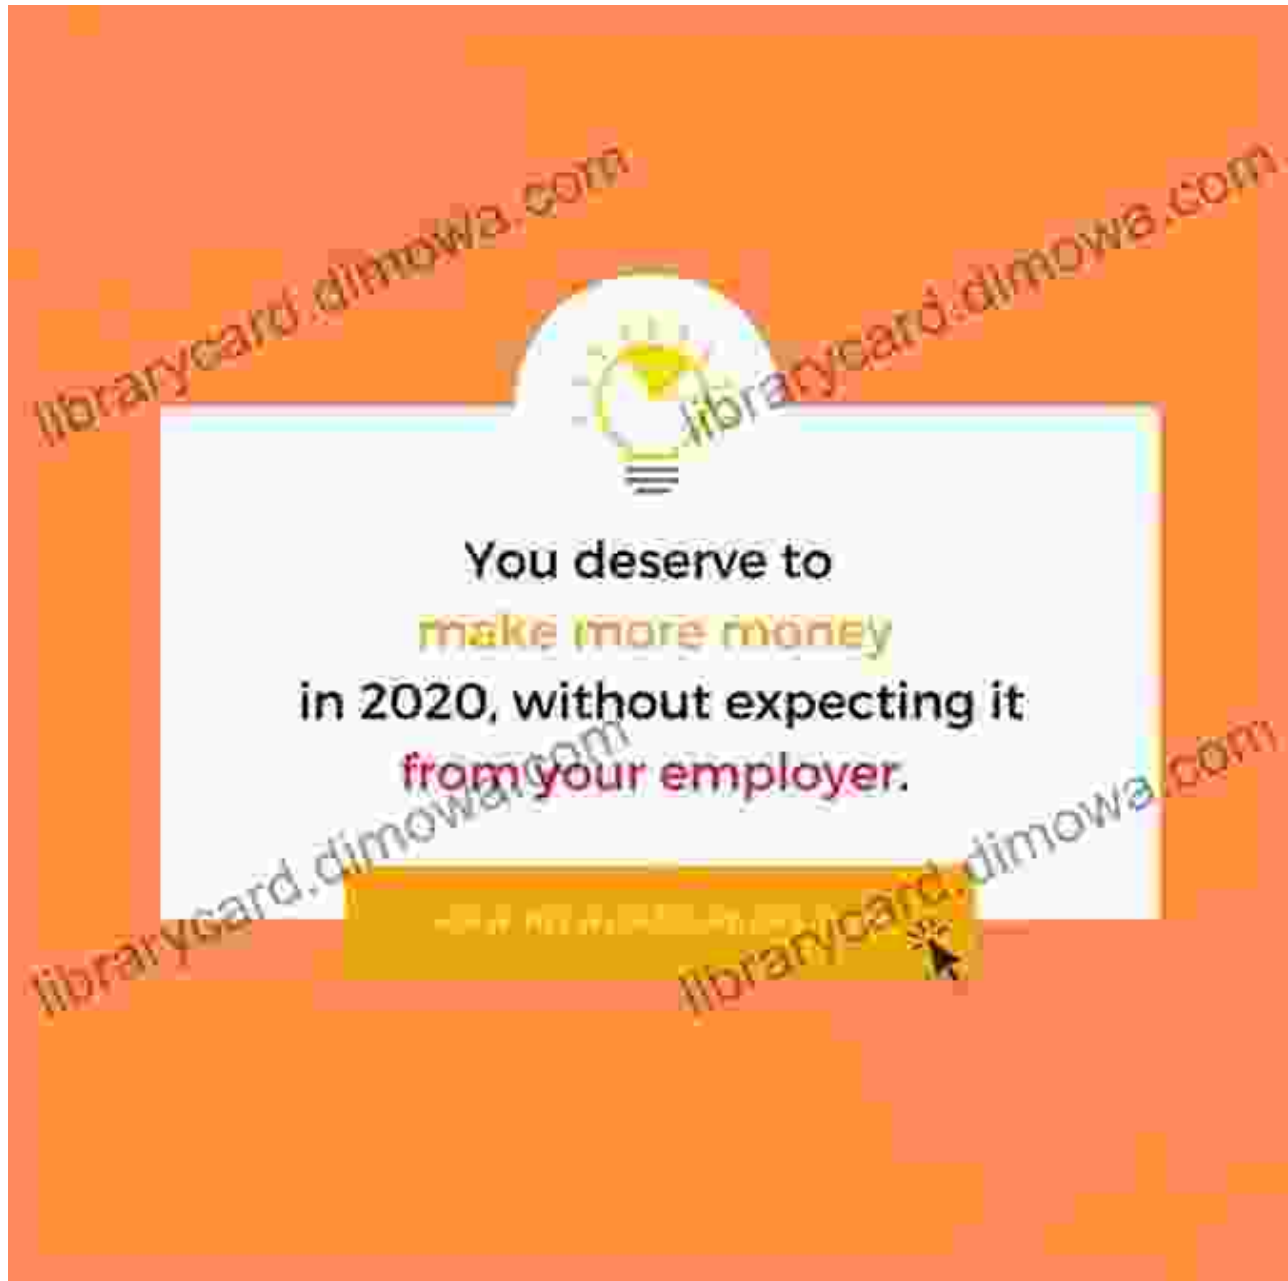 librarycard.dimowa.com
librarycard.dimowa.com
You deserve to
make more money
in 2020, without expecting it
from your employer.
librarycard.dimowa.com
librarycard.dimowa.com